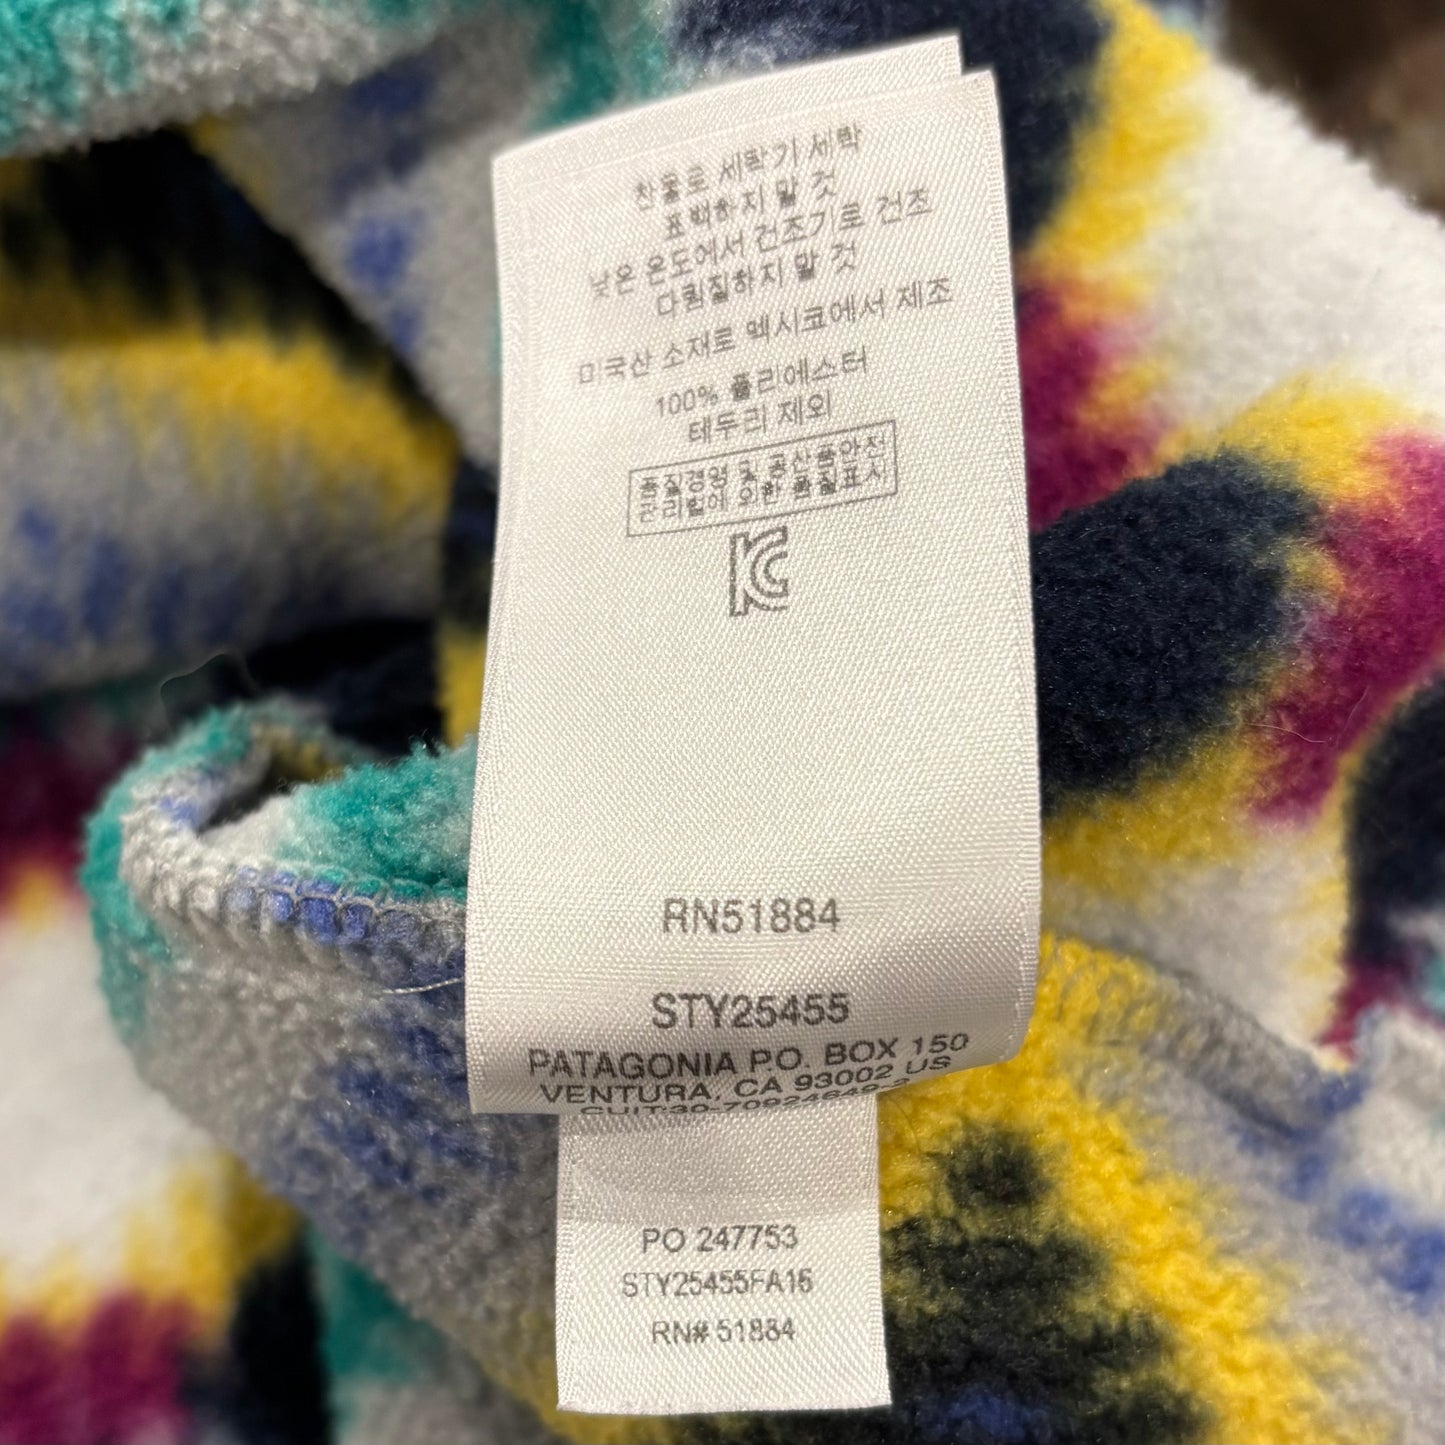 찬물로 세탁기 세탁
표백하지 말 것
낮은 온도에서 건조기로 건조
다림질하지 말 것
미국산 소재로 멕시코에서 제조
100% 폴리에스터
테두리 제외
품질경영 및 공산품안전
관리법에 의한 품질표시
RN51884
STY25455
PATAGONIA P.O. BOX 150
VENTURA, CA 93002 US
CUIT:30-70924649-2
PO 247753
STY25455FA16
RN# 51884